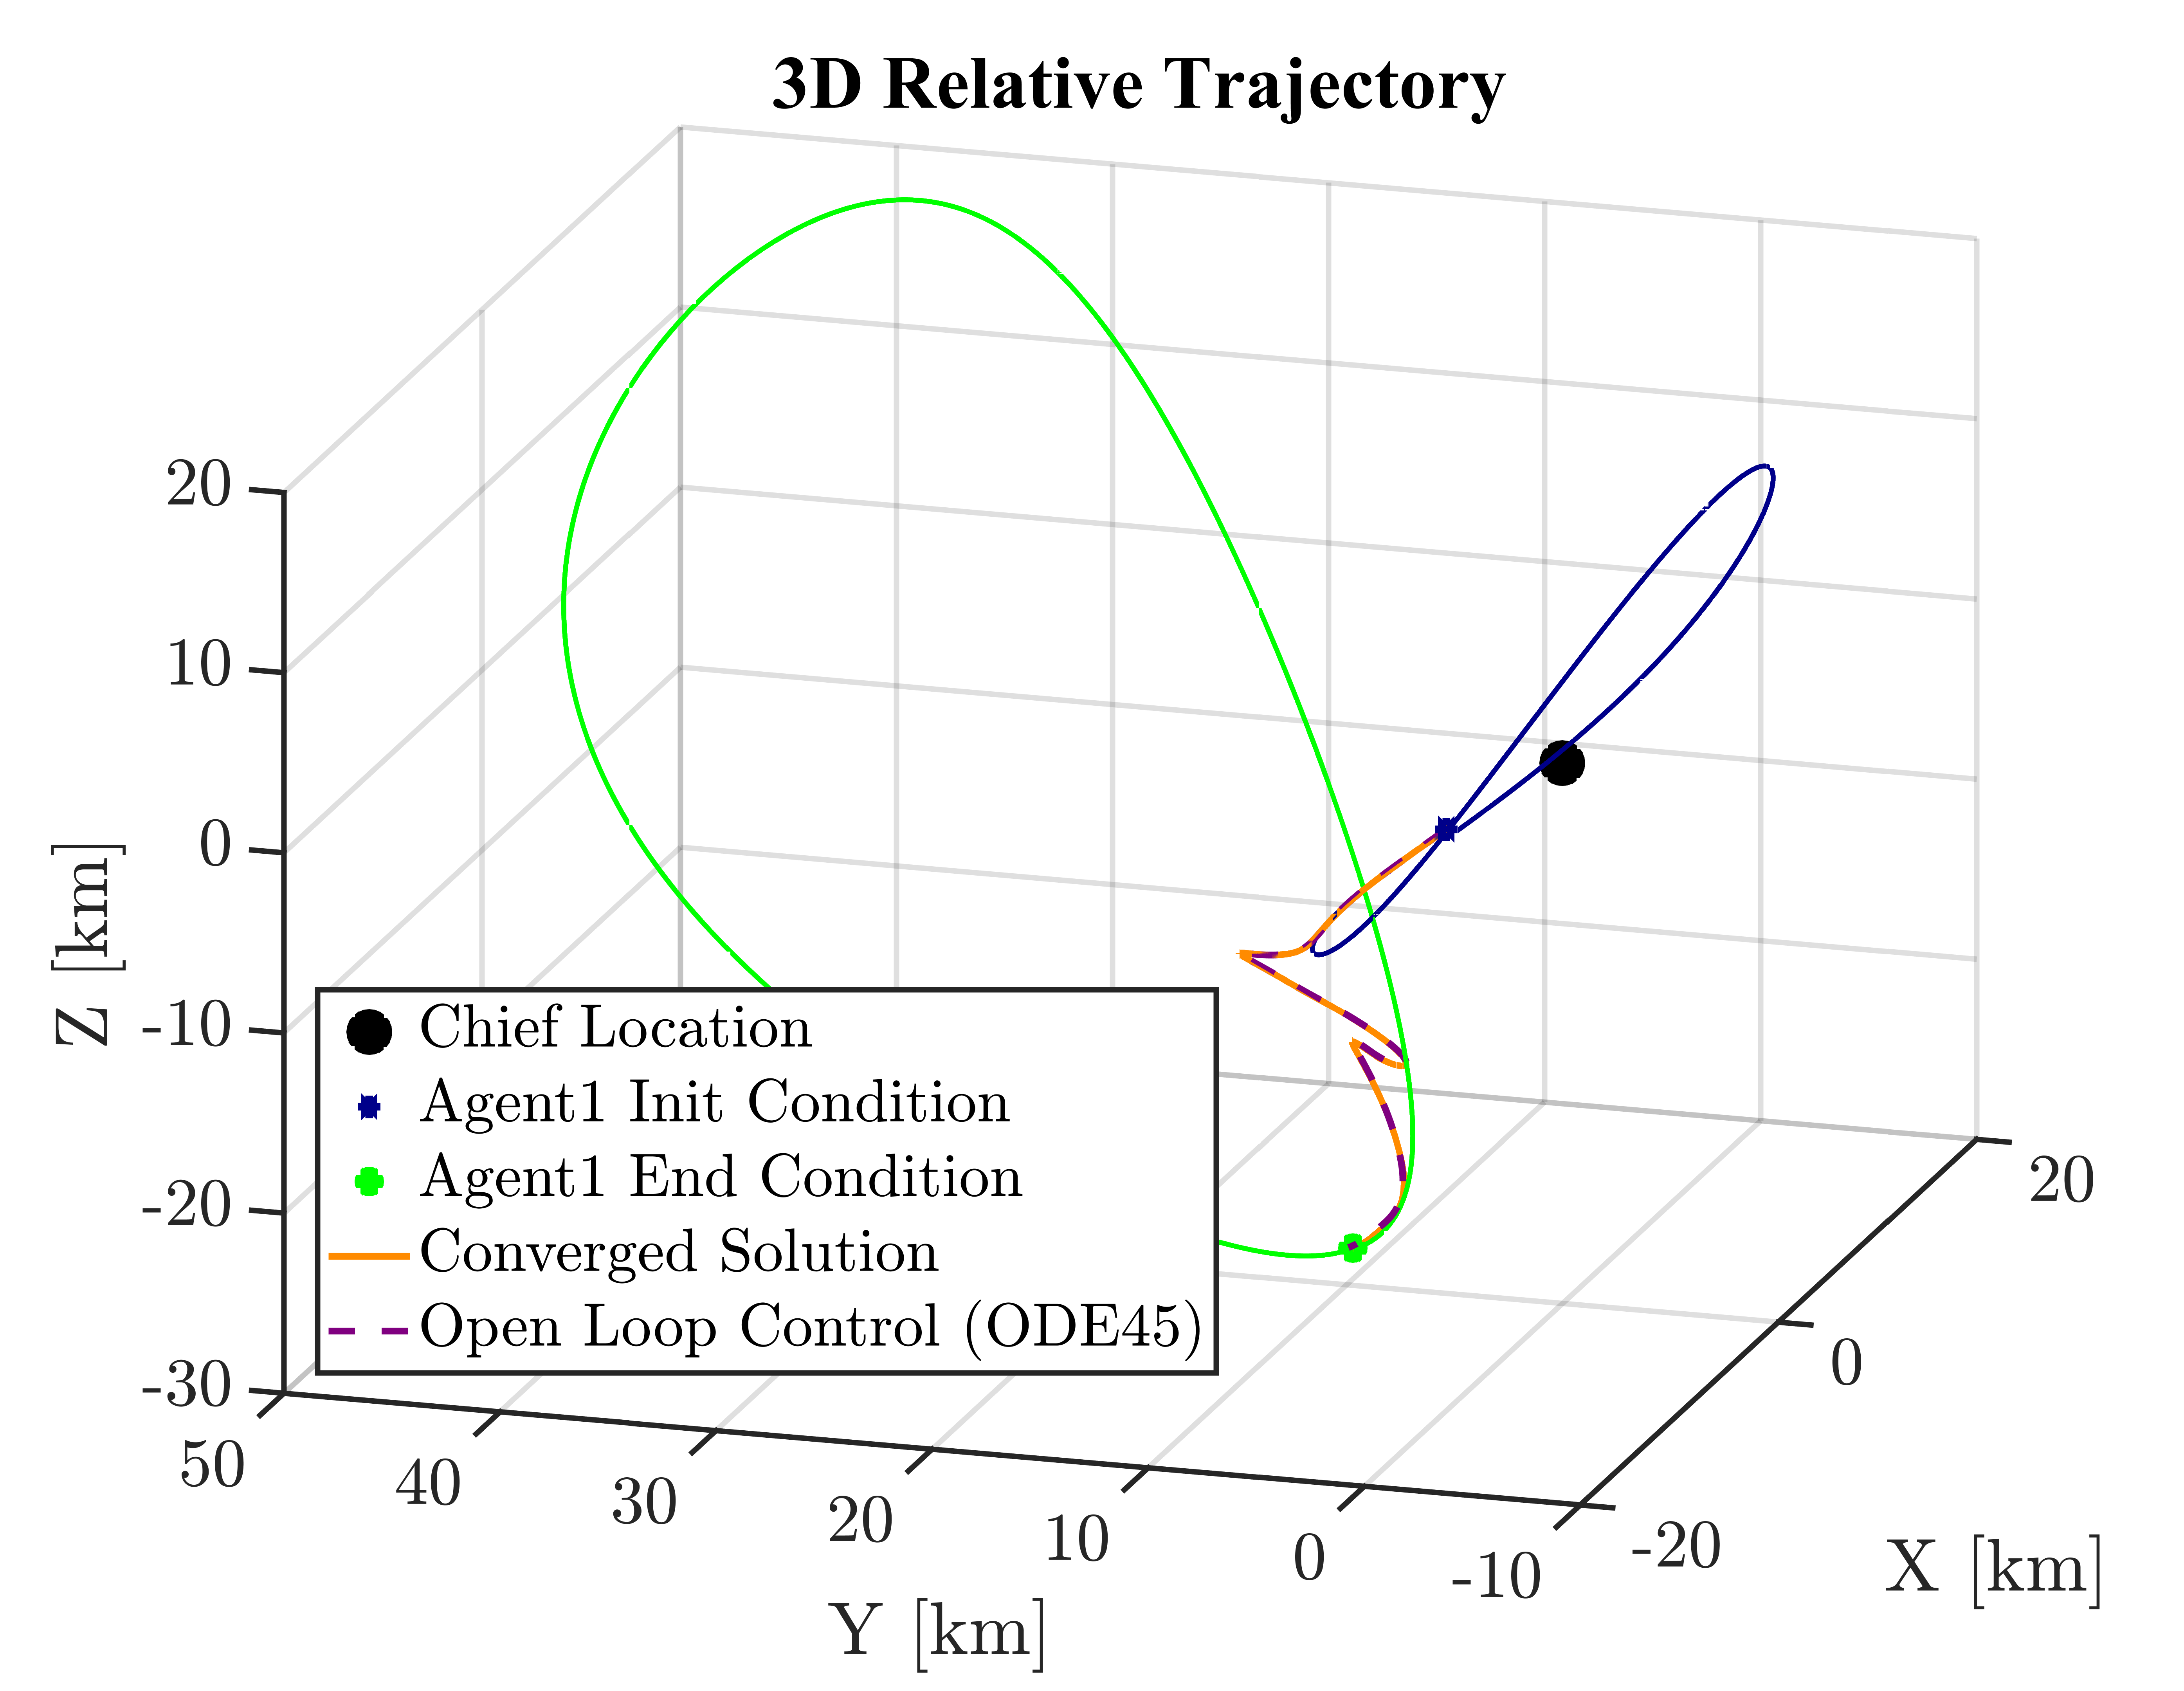 3D Relative Trajectory
20
10
0
-10
-20
-30
Z [km]
Chief Location
Agent1 Init Condition
Agent1 End Condition
Converged Solution
Open Loop Control (ODE45)
50
40
30
20
10
0
-10
Y [km]
20
0
-20
X [km]